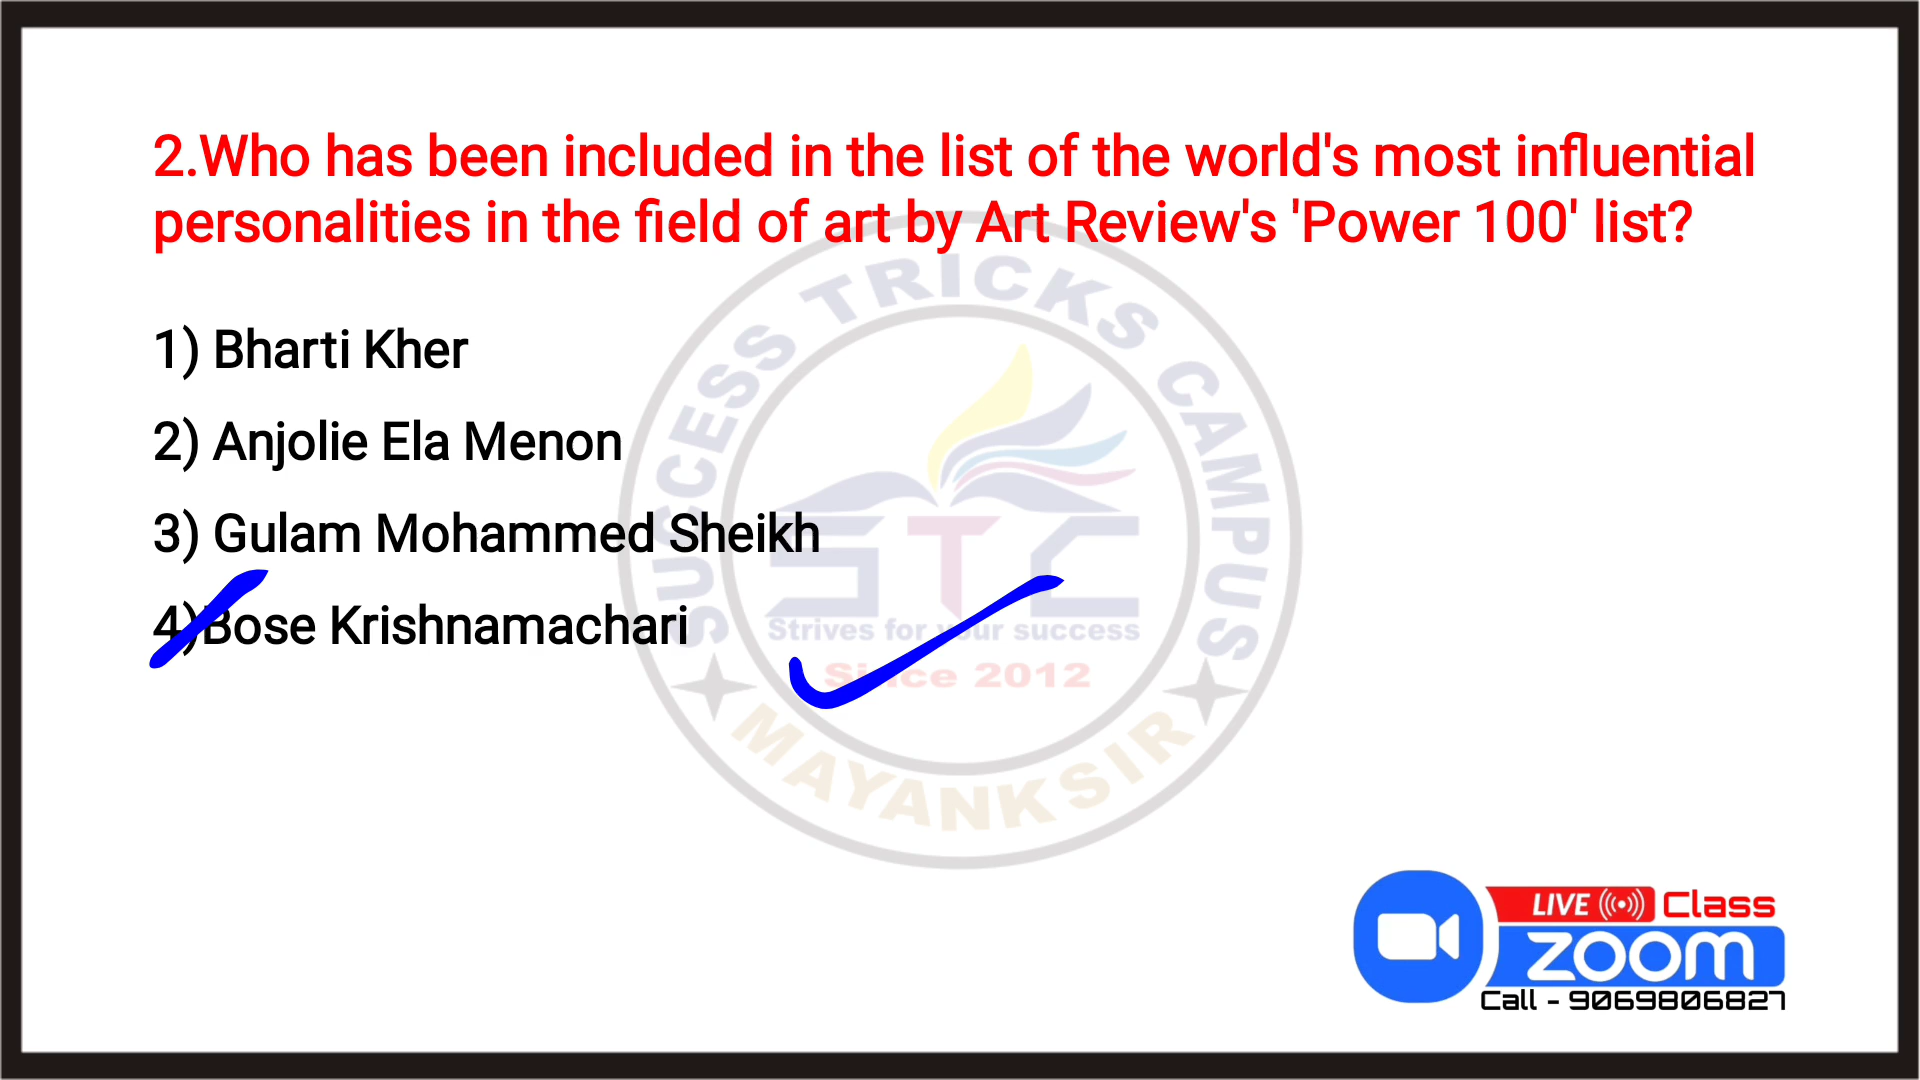 2.Who has been included in the list of the world's most influential
personalities in the field of art by Art Review's 'Power 100' list?
1) Bharti Kher
2) Anjolie Ela Menon
3) Gulam Mohammed Sheikh
4)Bose Krishnamachari
SUCCESS TRICKS CAMPUS
STC
Strives for your success
Since 2012
MAYANKSIR
LIVE Class
zoom
Call - 9069806827